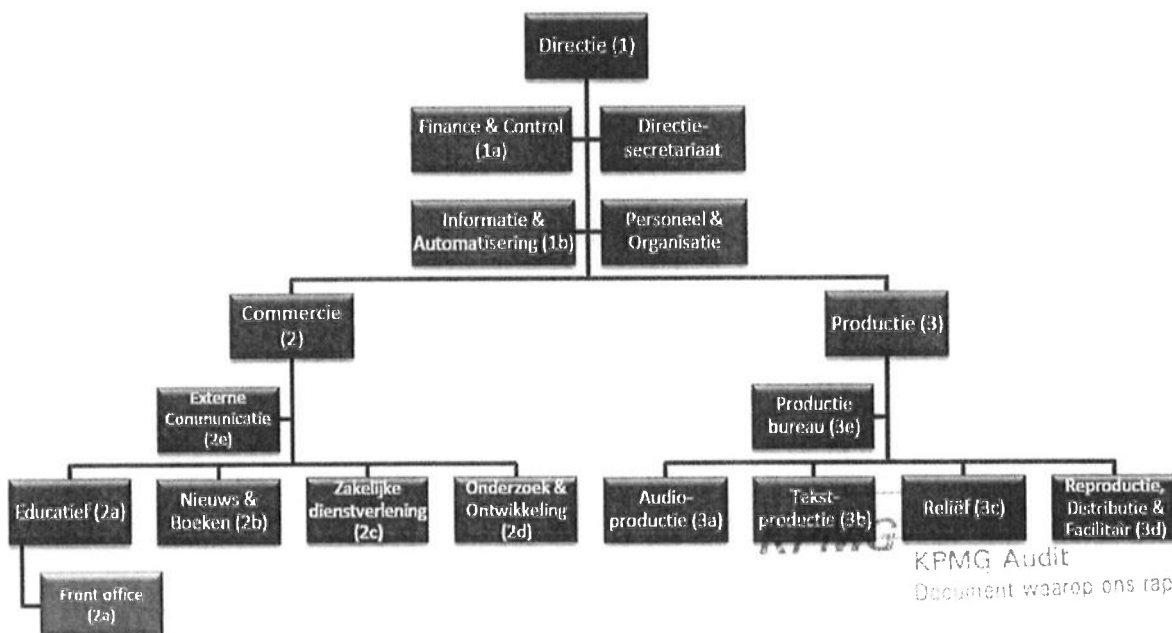 Directie (1)
Finance & Control
(1a)
Directie-
secretariaat
Informatie &
Automatisering (1b)
Personeel &
Organisatie
Commercie
(2)
Productie (3)
Externe
Communicatie
(2e)
Productie
bureau (3e)
Educatief (2a)
Nieuws &
Boeken (2b)
Zakelijke
dienstverlening
(2c)
Onderzoek &
Ontwikkeling
(2d)
Audio-
productie (3a)
Tekst-
productie (3b)
Reliëf (3c)
Reproductie,
Distributie &
Facilitair (3d)
Front office
(2a)
KPMG
KPMG Audit
Document waarop ons rap